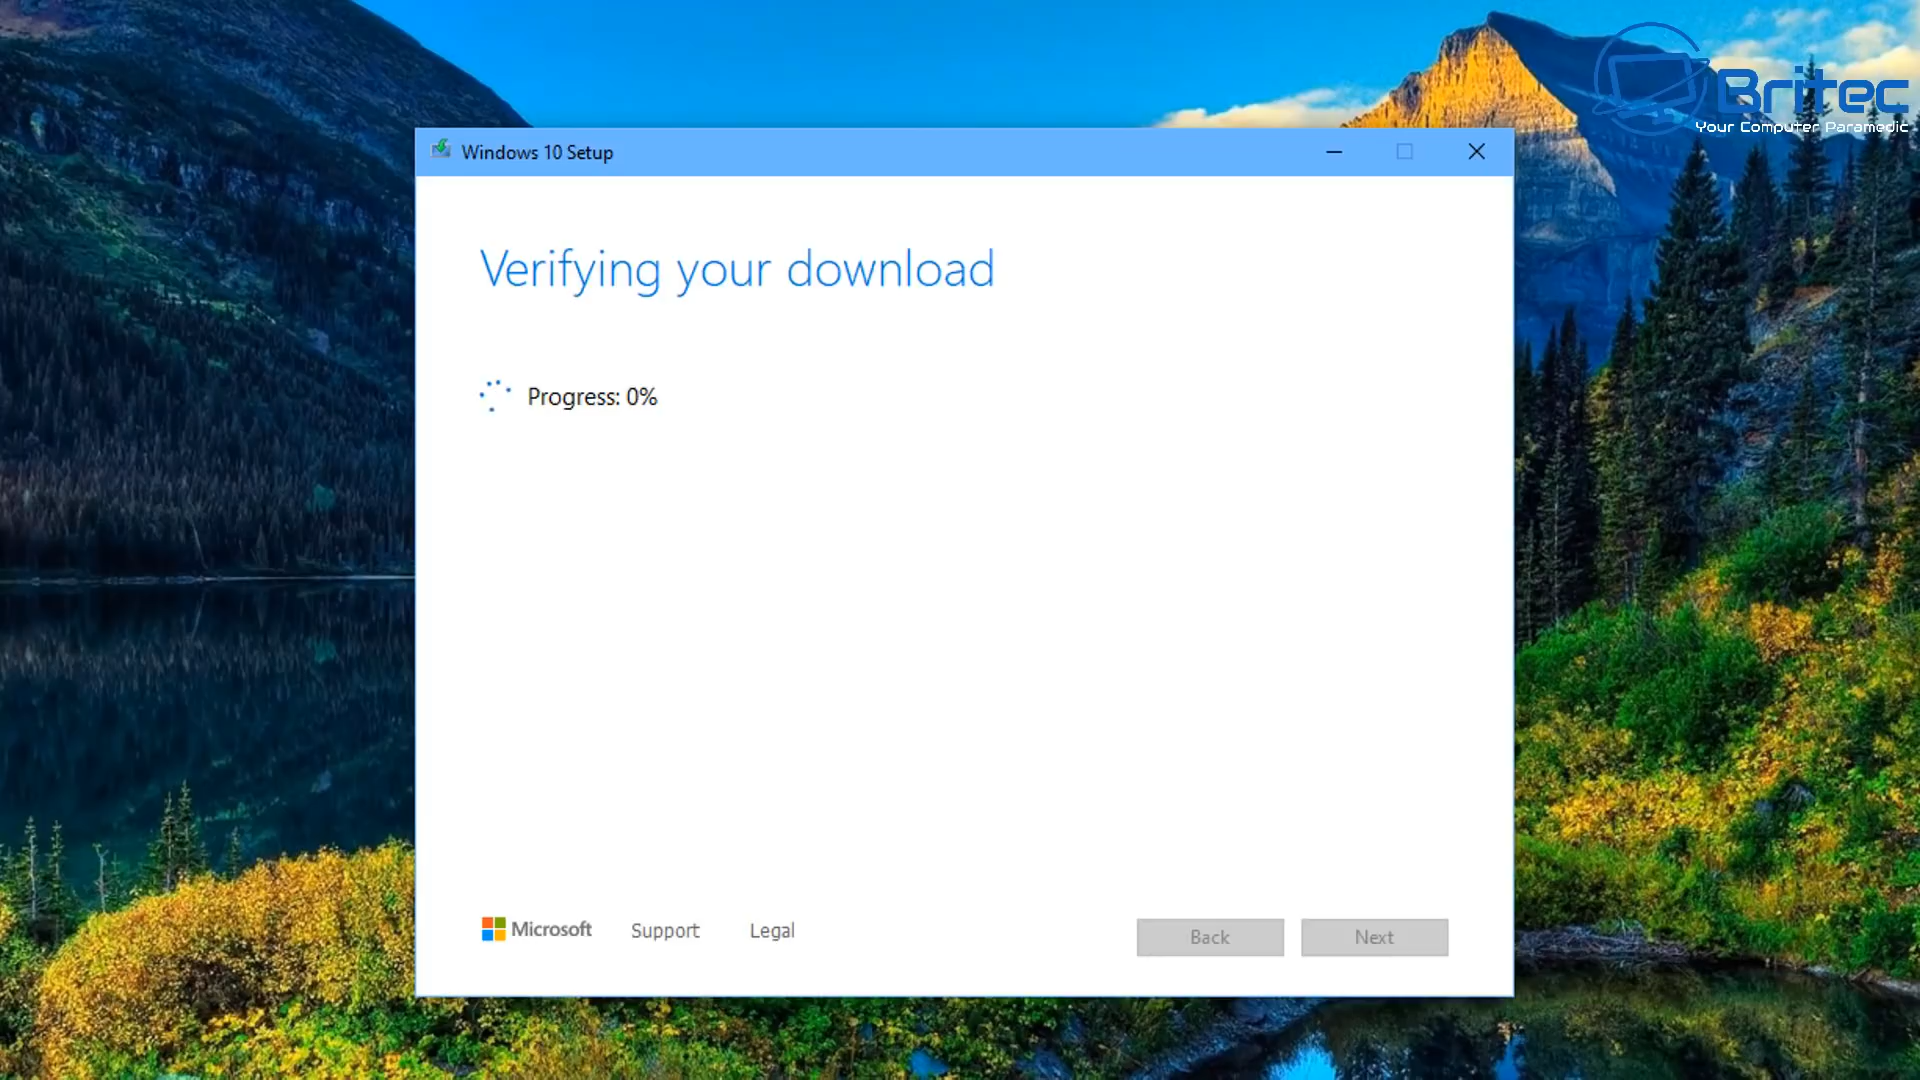 Britec
Your Computer Paramedic
Windows 10 Setup
Verifying your download
Progress: 0%
Microsoft
Support
Legal
Back
Next